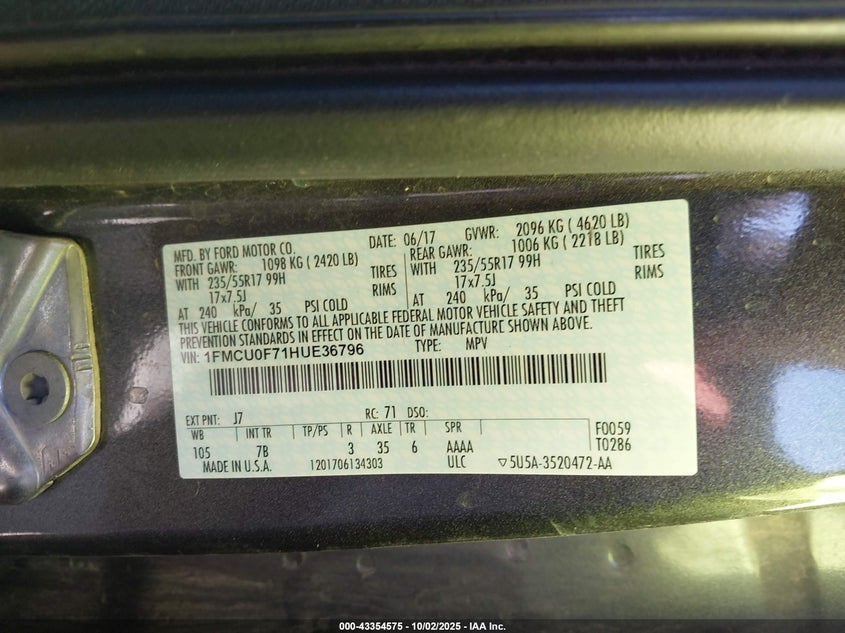 MFD. BY FORD MOTOR CO. DATE: 06/17 GVWR: 2096 KG ( 4620 LB)
FRONT GAWR: 1098 KG ( 2420 LB) REAR GAWR: 1006 KG ( 2218 LB)
WITH 235/55R17 99H TIRES WITH 235/55R17 99H TIRES
17x7.5J RIMS 17x7.5J RIMS
AT 240 kPa/ 35 PSI COLD AT 240 kPa/ 35 PSI COLD
THIS VEHICLE CONFORMS TO ALL APPLICABLE FEDERAL MOTOR VEHICLE SAFETY AND THEFT
PREVENTION STANDARDS IN EFFECT ON THE DATE OF MANUFACTURE SHOWN ABOVE.
VIN: 1FMCU0F71HUE36796 TYPE: MPV
EXT PNT: J7 RC: 71 DSO:
WB INT TR TP/PS R AXLE TR SPR F0059
105 7B 3 35 6 AAAA T0286
MADE IN U.S.A. 1201706134303 ULC ▽5U5A-3520472-AA
000-43354575 - 10/02/2025 - IAA Inc.